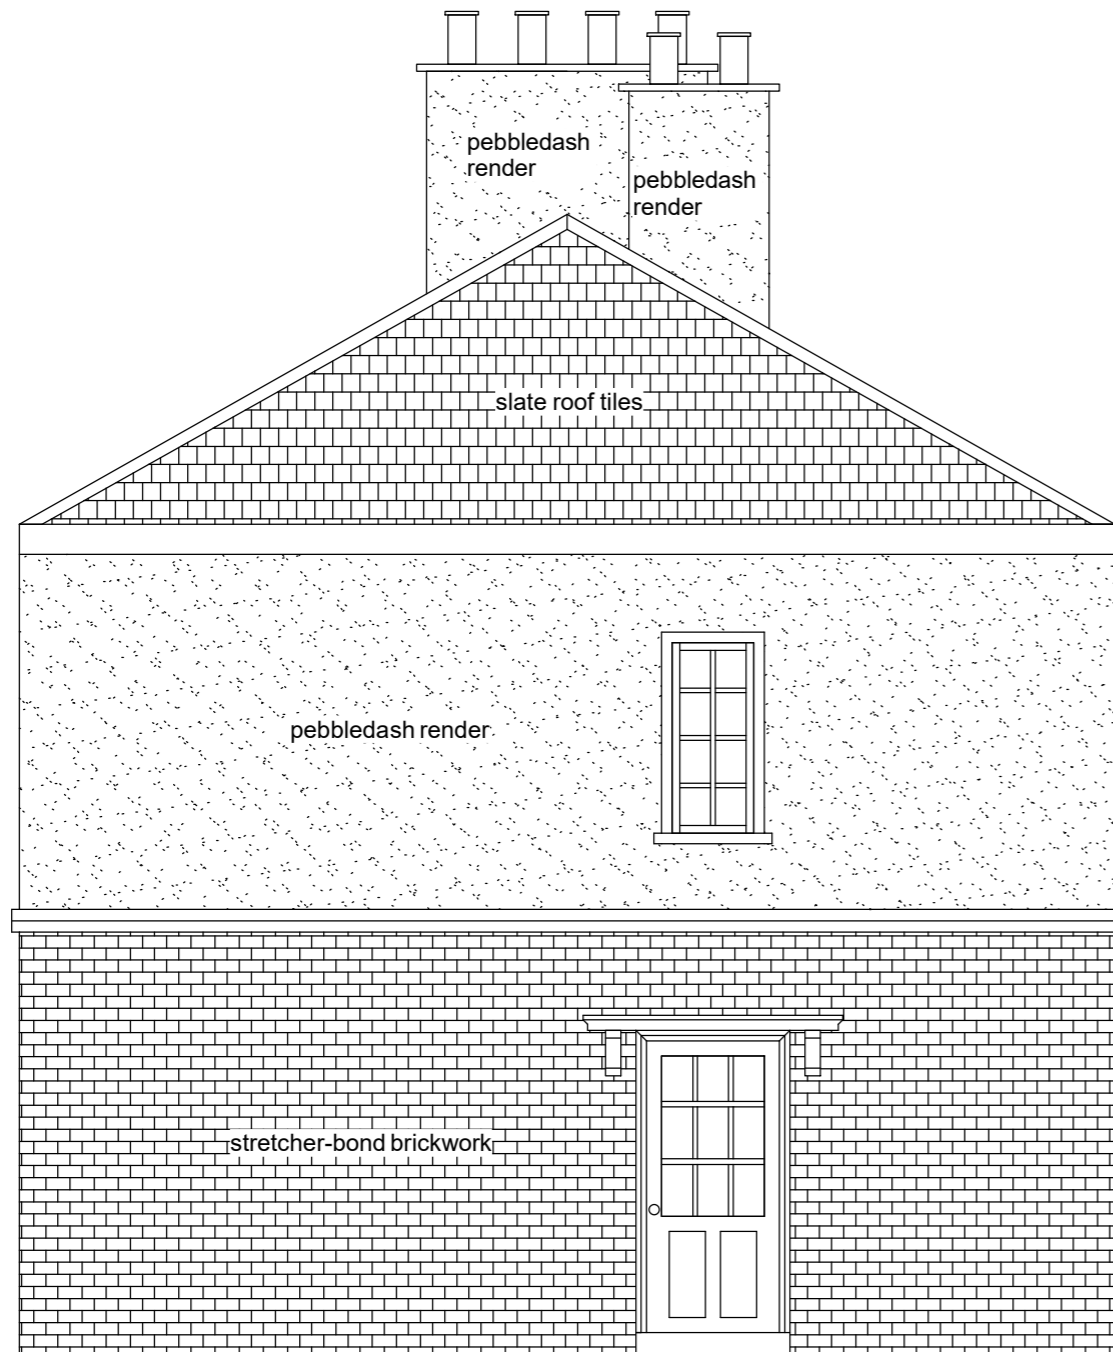 pebbledash
render
pebbledash
render
slate roof tiles
pebbledash render
stretcher-bond brickwork